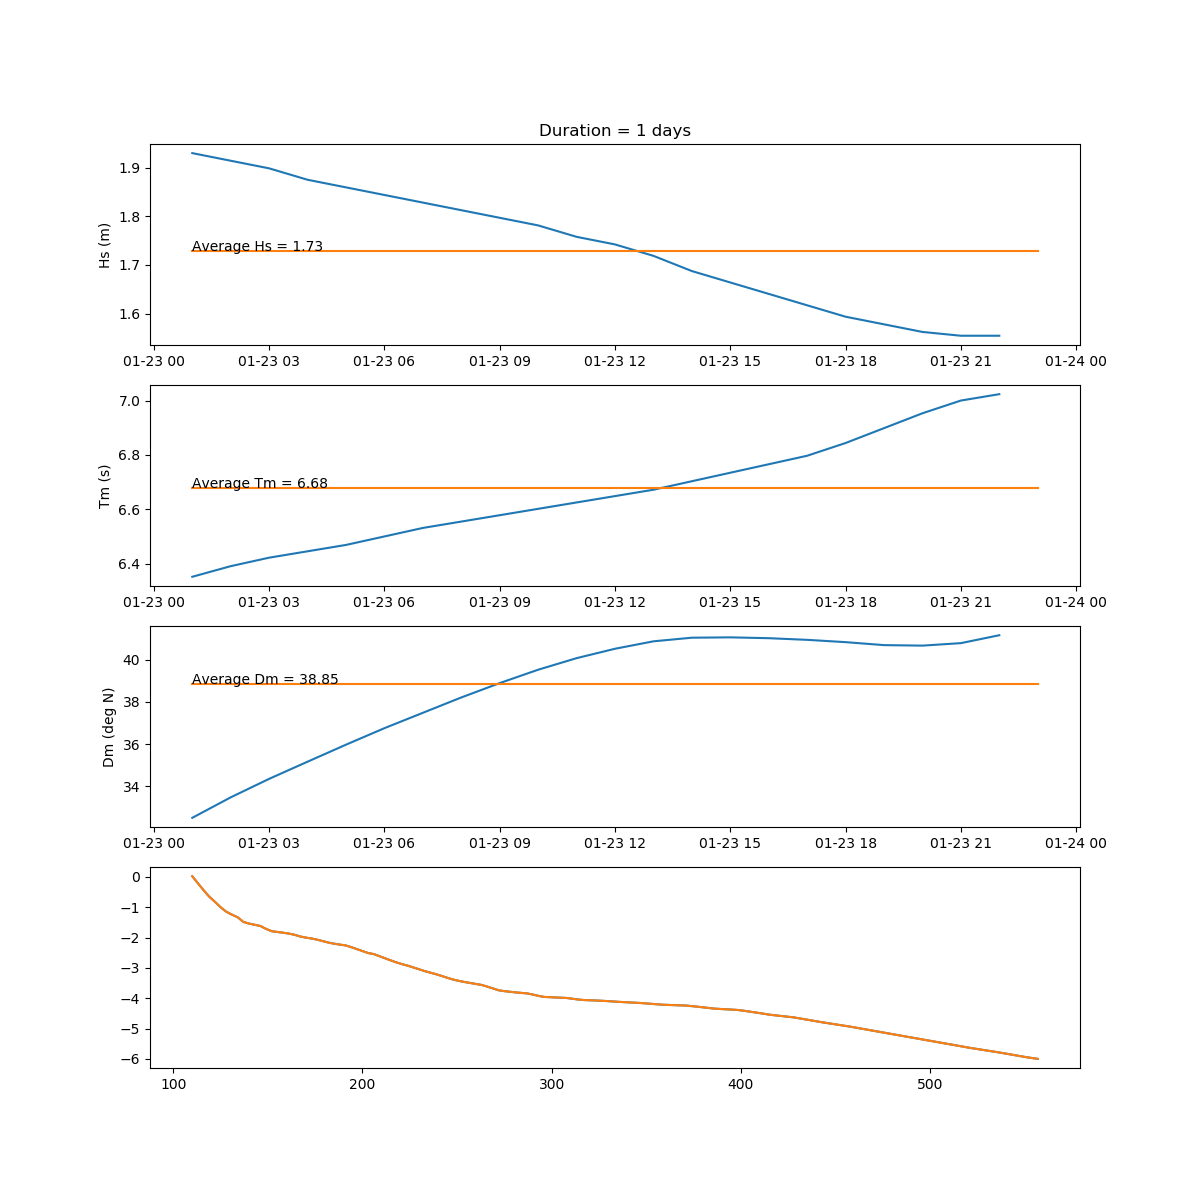 Duration = 1 days
Hs (m)
1.9
1.8
1.7
1.6
Average Hs = 1.73
01-23 00 01-23 03 01-23 06 01-23 09 01-23 12 01-23 15 01-23 18 01-23 21 01-24 00
Tm (s)
7.0
6.8
6.6
6.4
Average Tm = 6.68
01-23 00 01-23 03 01-23 06 01-23 09 01-23 12 01-23 15 01-23 18 01-23 21 01-24 00
Dm (deg N)
40
38
36
34
Average Dm = 38.85
01-23 00 01-23 03 01-23 06 01-23 09 01-23 12 01-23 15 01-23 18 01-23 21 01-24 00
0
−1
−2
−3
−4
−5
−6
100 200 300 400 500